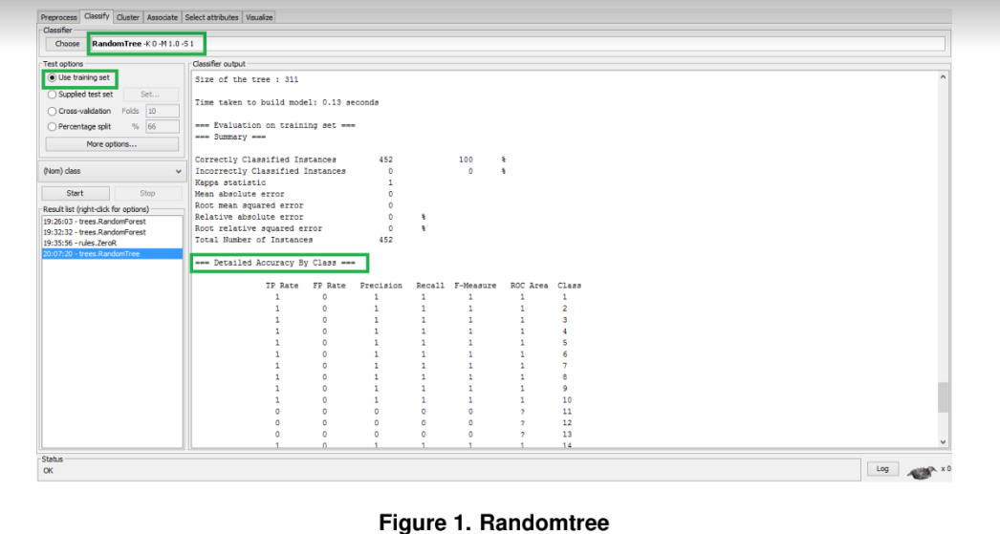 Preprocess Classify Cluster Associate Select attributes Visualize
Classifier
Choose RandomTree -K 0 -M 1.0 -S 1
Test options
Use training set
Supplied test set Set...
Cross-validation Folds 10
Percentage split % 66
More options...
(Nom) class
Start Stop
Result list (right-click for options)
19:26:03 - trees.RandomForest
19:32:32 - trees.RandomForest
19:35:56 - rules.ZeroR
20:07:20 - trees.RandomTree
Classifier output
Size of the tree : 311
Time taken to build model: 0.13 seconds
=== Evaluation on training set ===
=== Summary ===
Correctly Classified Instances 452 100 %
Incorrectly Classified Instances 0 0 %
Kappa statistic 1
Mean absolute error 0
Root mean squared error 0
Relative absolute error 0 %
Root relative squared error 0 %
Total Number of Instances 452
=== Detailed Accuracy By Class ===
TP Rate FP Rate Precision Recall F-Measure ROC Area Class
1 0 1 1 1 1 1
1 0 1 1 1 1 2
1 0 1 1 1 1 3
1 0 1 1 1 1 4
1 0 1 1 1 1 5
1 0 1 1 1 1 6
1 0 1 1 1 1 7
1 0 1 1 1 1 8
1 0 1 1 1 1 9
1 0 1 1 1 1 10
0 0 0 0 0 ? 11
0 0 0 0 0 ? 12
0 0 0 0 0 ? 13
1 0 1 1 1 1 14
Status
OK
Log x 0
Figure 1. Randomtree